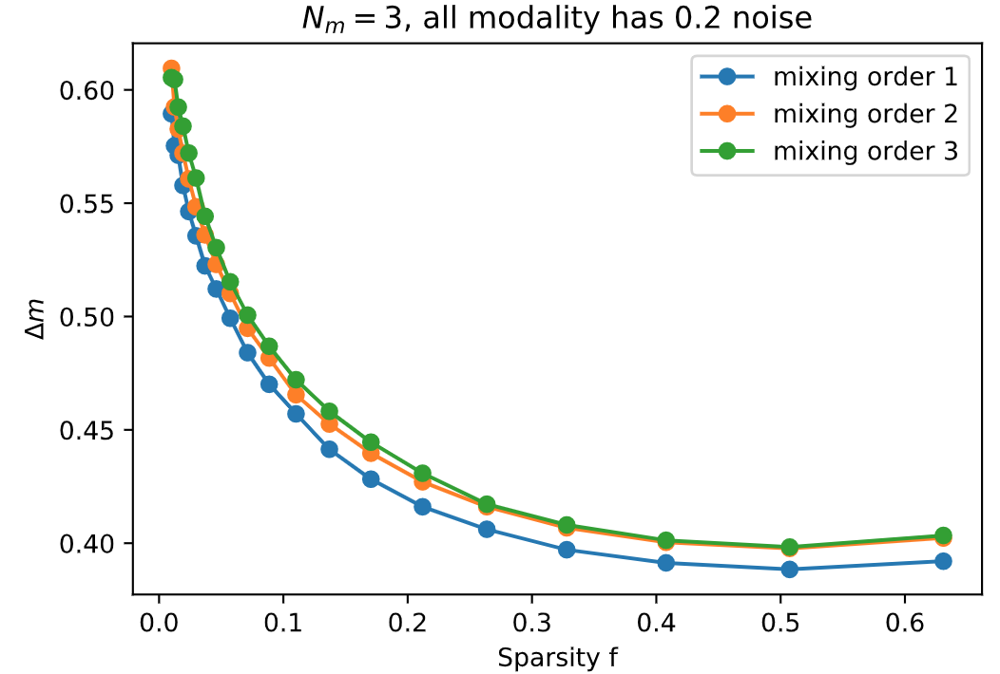 N_m = 3, all modality has 0.2 noise
mixing order 1
mixing order 2
mixing order 3
0.60
0.55
0.50
0.45
0.40
Δm
0.0 0.1 0.2 0.3 0.4 0.5 0.6
Sparsity f